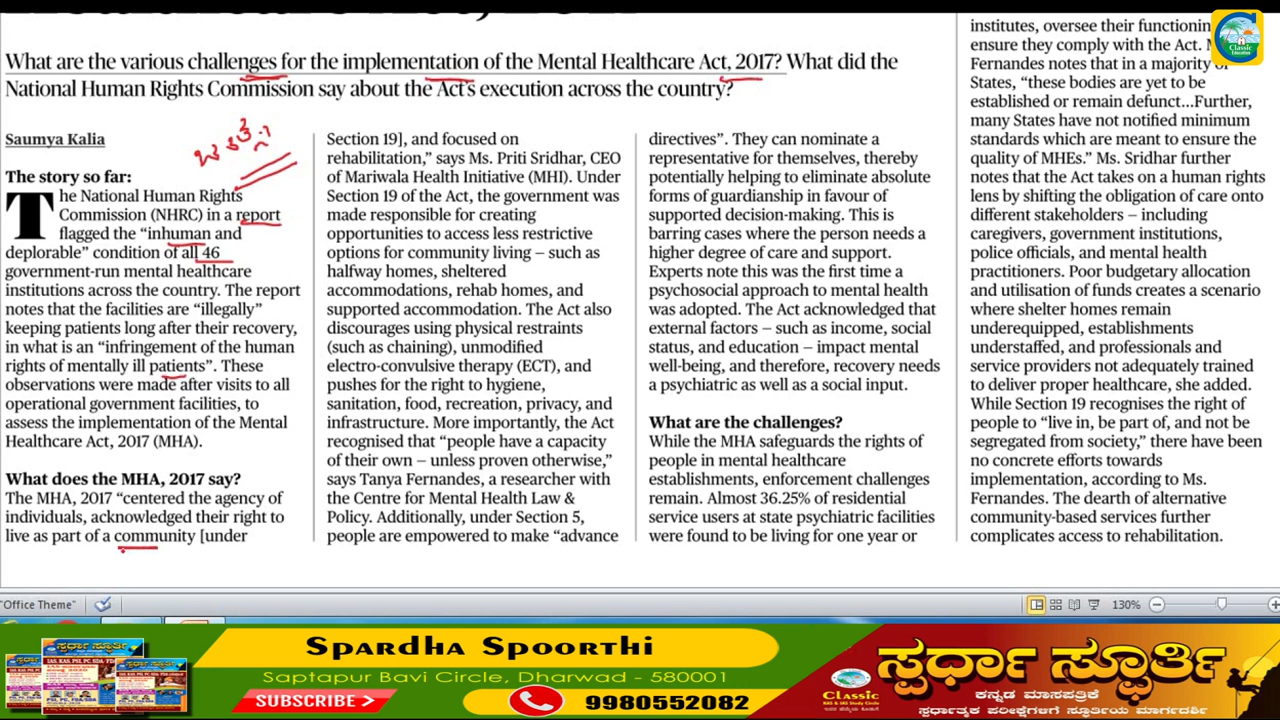 What are the various challenges for the implementation of the Mental Healthcare Act, 2017? What did the
National Human Rights Commission say about the Act's execution across the country?
Saumya Kalia
The story so far:
The National Human Rights
Commission (NHRC) in a report
flagged the "inhuman and
deplorable" condition of all 46
government-run mental healthcare
institutions across the country. The report
notes that the facilities are "illegally"
keeping patients long after their recovery,
in what is an "infringement of the human
rights of mentally ill patients". These
observations were made after visits to all
operational government facilities, to
assess the implementation of the Mental
Healthcare Act, 2017 (MHA).
What does the MHA, 2017 say?
The MHA, 2017 "centered the agency of
individuals, acknowledged their right to
live as part of a community [under
Section 19], and focused on
rehabilitation," says Ms. Priti Sridhar, CEO
of Mariwala Health Initiative (MHI). Under
Section 19 of the Act, the government was
made responsible for creating
opportunities to access less restrictive
options for community living – such as
halfway homes, sheltered
accommodations, rehab homes, and
supported accommodation. The Act also
discourages using physical restraints
(such as chaining), unmodified
electro-convulsive therapy (ECT), and
pushes for the right to hygiene,
sanitation, food, recreation, privacy, and
infrastructure. More importantly, the Act
recognised that "people have a capacity
of their own – unless proven otherwise,"
says Tanya Fernandes, a researcher with
the Centre for Mental Health Law &
Policy. Additionally, under Section 5,
people are empowered to make "advance
directives". They can nominate a
representative for themselves, thereby
potentially helping to eliminate absolute
forms of guardianship in favour of
supported decision-making. This is
barring cases where the person needs a
higher degree of care and support.
Experts note this was the first time a
psychosocial approach to mental health
was adopted. The Act acknowledged that
external factors – such as income, social
status, and education – impact mental
well-being, and therefore, recovery needs
a psychiatric as well as a social input.
What are the challenges?
While the MHA safeguards the rights of
people in mental healthcare
establishments, enforcement challenges
remain. Almost 36.25% of residential
service users at state psychiatric facilities
were found to be living for one year or
institutes, oversee their functioning
ensure they comply with the Act.
Fernandes notes that in a majority of
States, "these bodies are yet to be
established or remain defunct...Further,
many States have not notified minimum
standards which are meant to ensure the
quality of MHEs." Ms. Sridhar further
notes that the Act takes on a human rights
lens by shifting the obligation of care onto
different stakeholders – including
caregivers, government institutions,
police officials, and mental health
practitioners. Poor budgetary allocation
and utilisation of funds creates a scenario
where shelter homes remain
underequipped, establishments
understaffed, and professionals and
service providers not adequately trained
to deliver proper healthcare, she added.
While Section 19 recognises the right of
people to "live in, be part of, and not be
segregated from society," there have been
no concrete efforts towards
implementation, according to Ms.
Fernandes. The dearth of alternative
community-based services further
complicates access to rehabilitation.
Classic
Education
"Office Theme"
130%
Spardha Spoorthi
Saptapur Bavi Circle, Dharwad - 580001
SUBSCRIBE
9980552082
Classic
ಸ್ಪರ್ಧಾ ಸ್ಫೂರ್ತಿ
ಕನ್ನಡ ಮಾಸಪತ್ರಿಕೆ
ಸ್ಪರ್ಧಾತ್ಮಕ ಪರೀಕ್ಷೆಗಳಿಗೆ ಸ್ಫೂರ್ತಿಯ ಮಾರ್ಗದರ್ಶಿ